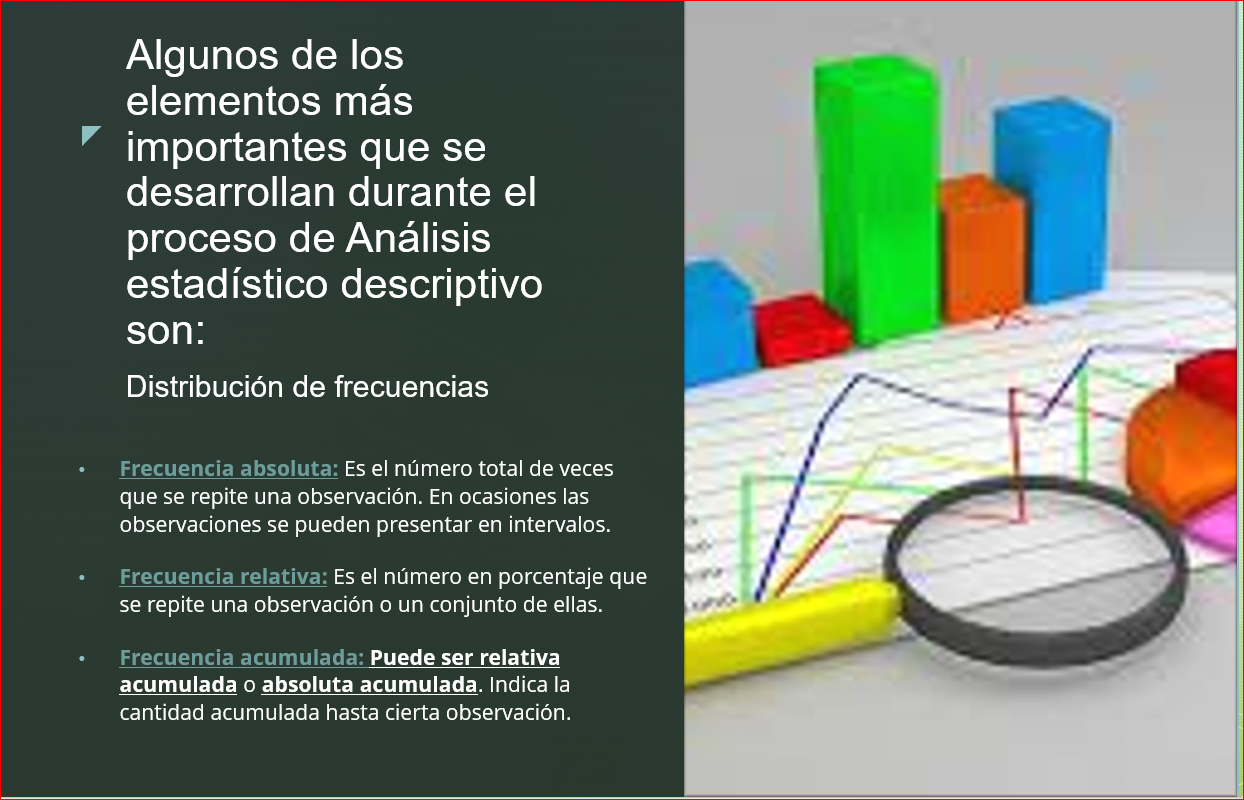 Algunos de los
elementos más
importantes que se
desarrollan durante el
proceso de Análisis
estadístico descriptivo
son:
Distribución de frecuencias
• Frecuencia absoluta: Es el número total de veces
que se repite una observación. En ocasiones las
observaciones se pueden presentar en intervalos.
• Frecuencia relativa: Es el número en porcentaje que
se repite una observación o un conjunto de ellas.
• Frecuencia acumulada: Puede ser relativa
acumulada o absoluta acumulada. Indica la
cantidad acumulada hasta cierta observación.